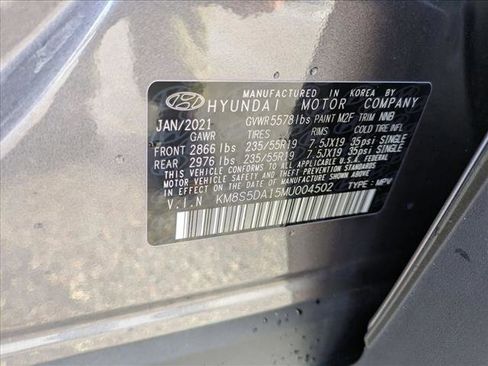 MANUFACTURED IN KOREA BY
HYUNDAI MOTOR COMPANY
JAN/2021 GVWR 5578 lbs PAINT M2F TRIM NNB
GAWR TIRES RIMS COLD TIRE INFL
FRONT 2866 lbs 235/55R19 7.5JX19 35psi SINGLE
REAR 2976 lbs 235/55R19 7.5JX19 35psi SINGLE
THIS VEHICLE CONFORMS TO ALL APPLICABLE U.S.A. FEDERAL
MOTOR VEHICLE SAFETY AND BUMPER STANDARDS
IN EFFECT ON THE DATE OF MANUFACTURE SHOWN ABOVE
V.I.N KM8S5DA15MU004502 TYPE: MPV